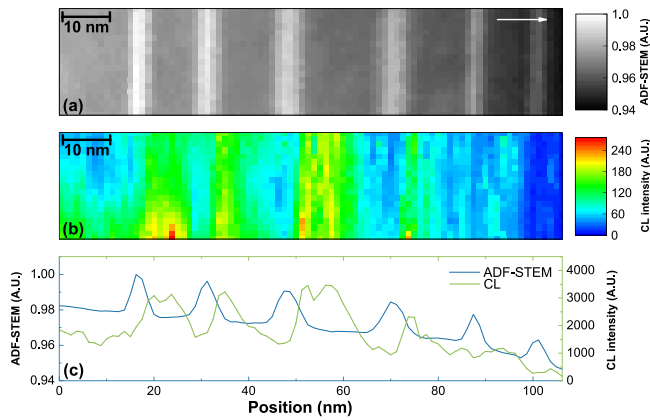 10 nm
(a)
1.0
0.98
0.96
0.94
ADF-STEM (A.U.)
10 nm
(b)
240
180
120
60
0
CL intensity (A.U.)
1.00
0.98
0.96
0.94
ADF-STEM (A.U.)
(c)
ADF-STEM
CL
4000
3000
2000
1000
0
CL intensity (A.U.)
0 20 40 60 80 100
Position (nm)